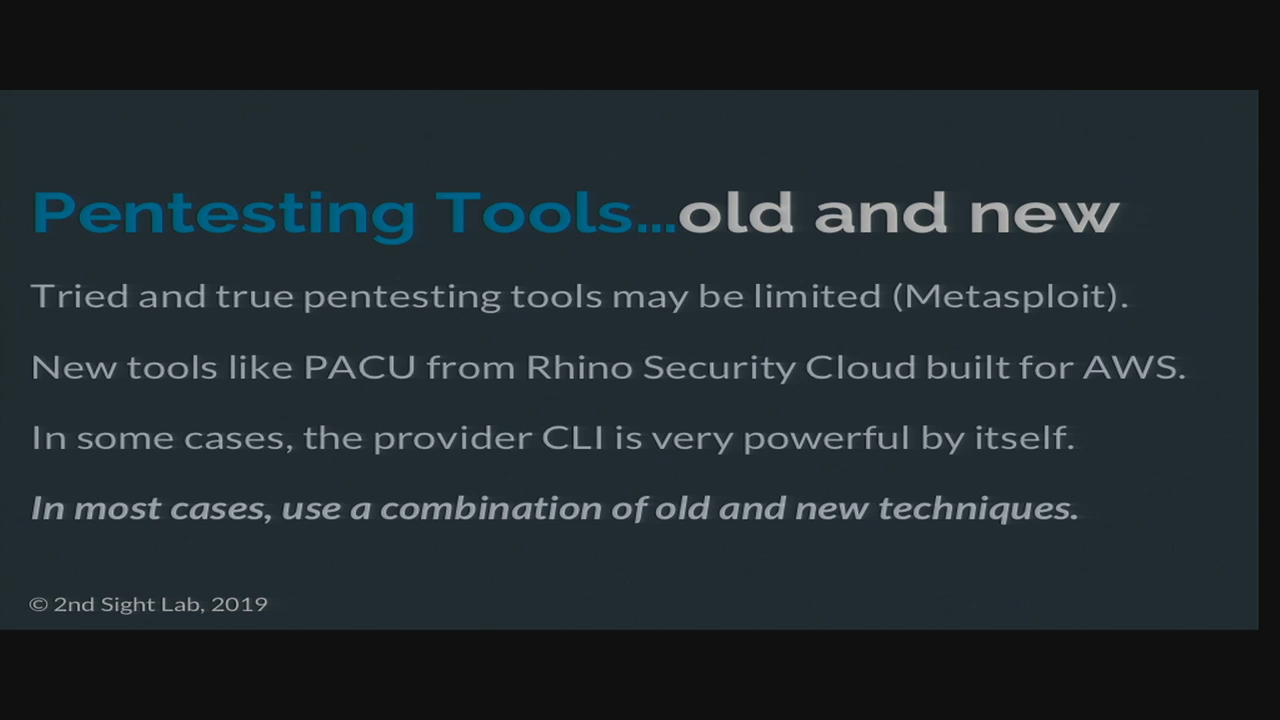 Pentesting Tools...old and new
Tried and true pentesting tools may be limited (Metasploit).
New tools like PACU from Rhino Security Cloud built for AWS.
In some cases, the provider CLI is very powerful by itself.
In most cases, use a combination of old and new techniques.
© 2nd Sight Lab, 2019